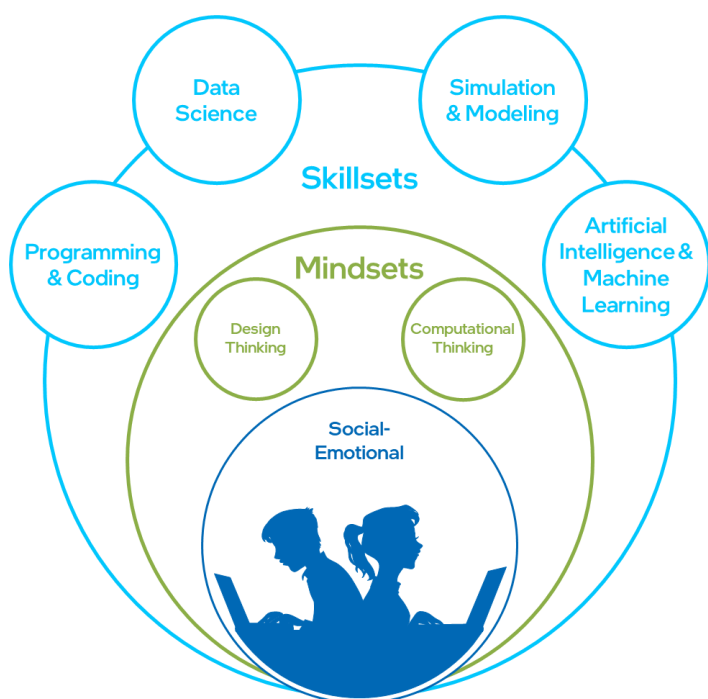 Data
Science
Simulation
& Modeling
Skillsets
Programming
& Coding
Artificial
Intelligence &
Machine
Learning
Mindsets
Design
Thinking
Computational
Thinking
Social-
Emotional